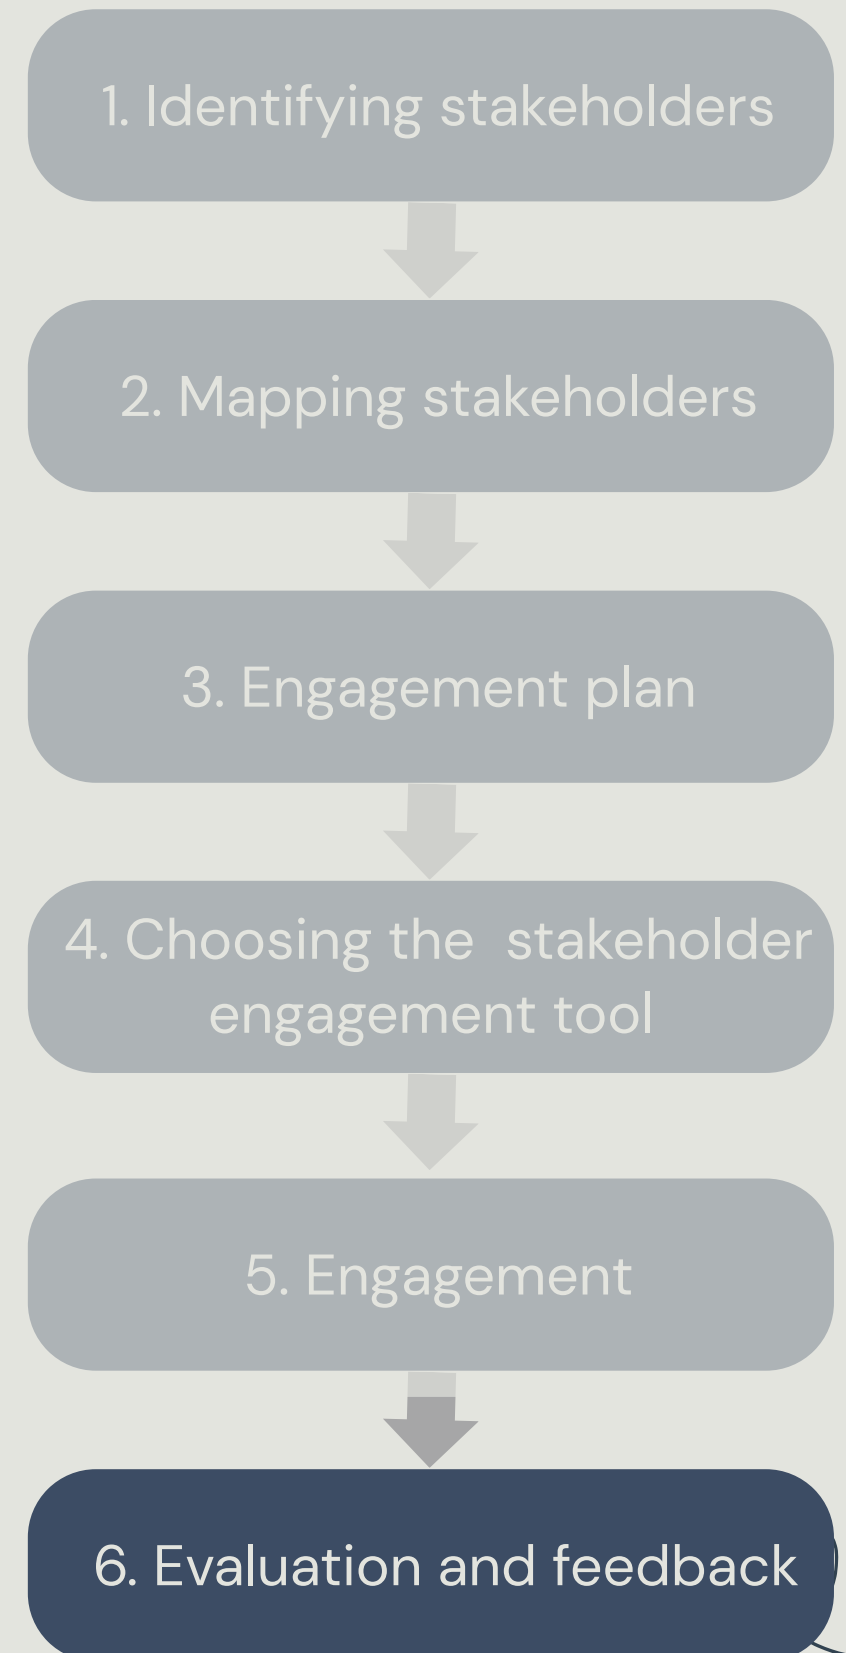 1. Identifying stakeholders
2. Mapping stakeholders
3. Engagement plan
4. Choosing the  stakeholder
engagement tool
5. Engagement
6. Evaluation and feedback